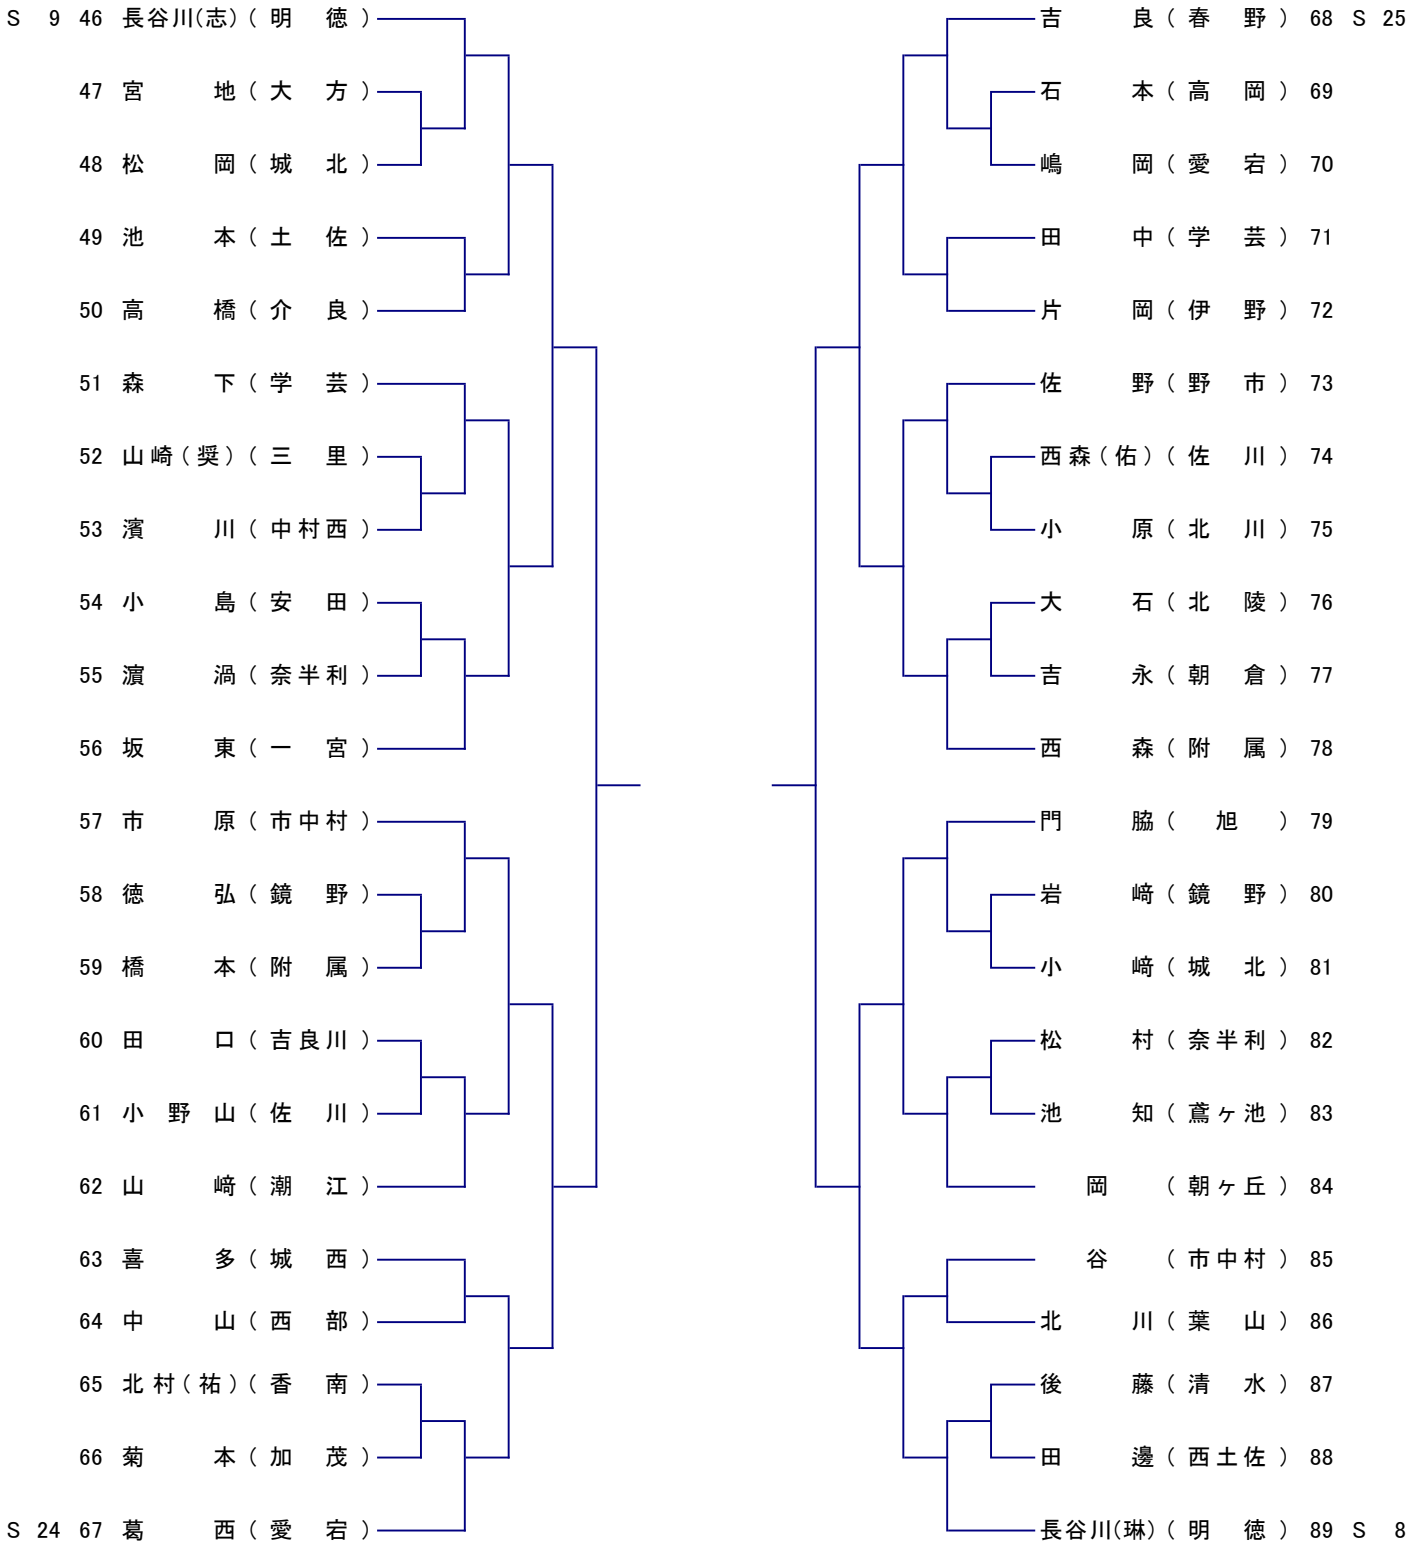 S 9 46 長谷川(志)(明徳) 吉良(春野) 68 S 25
47 宮地(大方) 石本(高岡) 69
48 松岡(城北) 嶋岡(愛宕) 70
49 池本(土佐) 田中(学芸) 71
50 高橋(介良) 片岡(伊野) 72
51 森下(学芸) 佐野(野市) 73
52 山崎(奨)(三里) 西森(佑)(佐川) 74
53 濱川(中村西) 小原(北川) 75
54 小島(安田) 大石(北陵) 76
55 濵渦(奈半利) 吉永(朝倉) 77
56 坂東(一宮) 西森(附属) 78
57 市原(市中村) 門脇(旭) 79
58 徳弘(鏡野) 岩﨑(鏡野) 80
59 橋本(附属) 小﨑(城北) 81
60 田口(吉良川) 松村(奈半利) 82
61 小野山(佐川) 池知(鳶ヶ池) 83
62 山﨑(潮江) 岡(朝ヶ丘) 84
63 喜多(城西) 谷(市中村) 85
64 中山(西部) 北川(葉山) 86
65 北村(祐)(香南) 後藤(清水) 87
66 菊本(加茂) 田邊(西土佐) 88
S 24 67 葛西(愛宕) 長谷川(琳)(明徳) 89 S 8